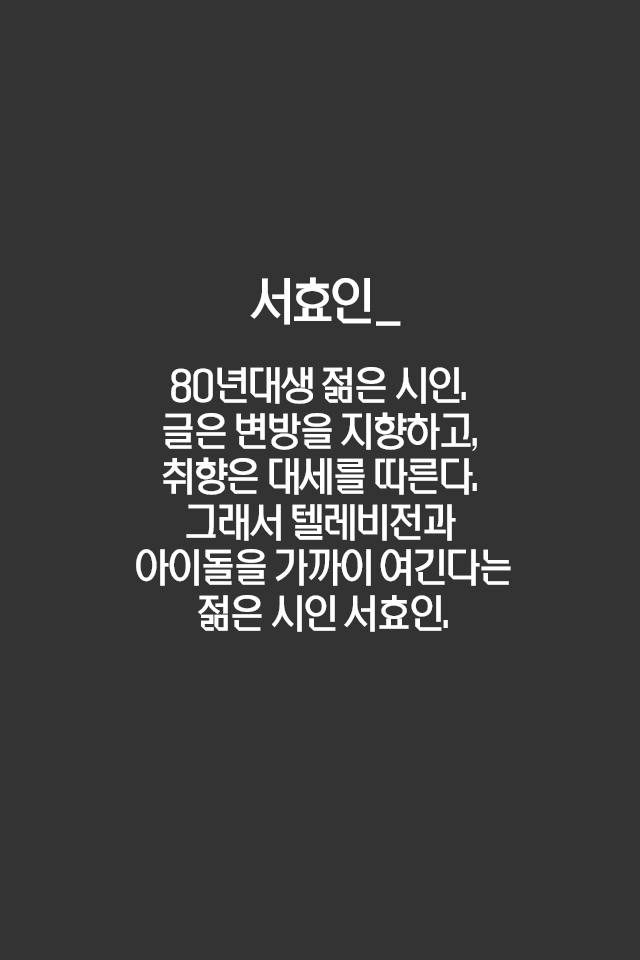 서효인_
80년대생 젊은 시인.
글은 변방을 지향하고,
취향은 대세를 따른다.
그래서 텔레비전과
아이돌을 가까이 여긴다는
젊은 시인 서효인.